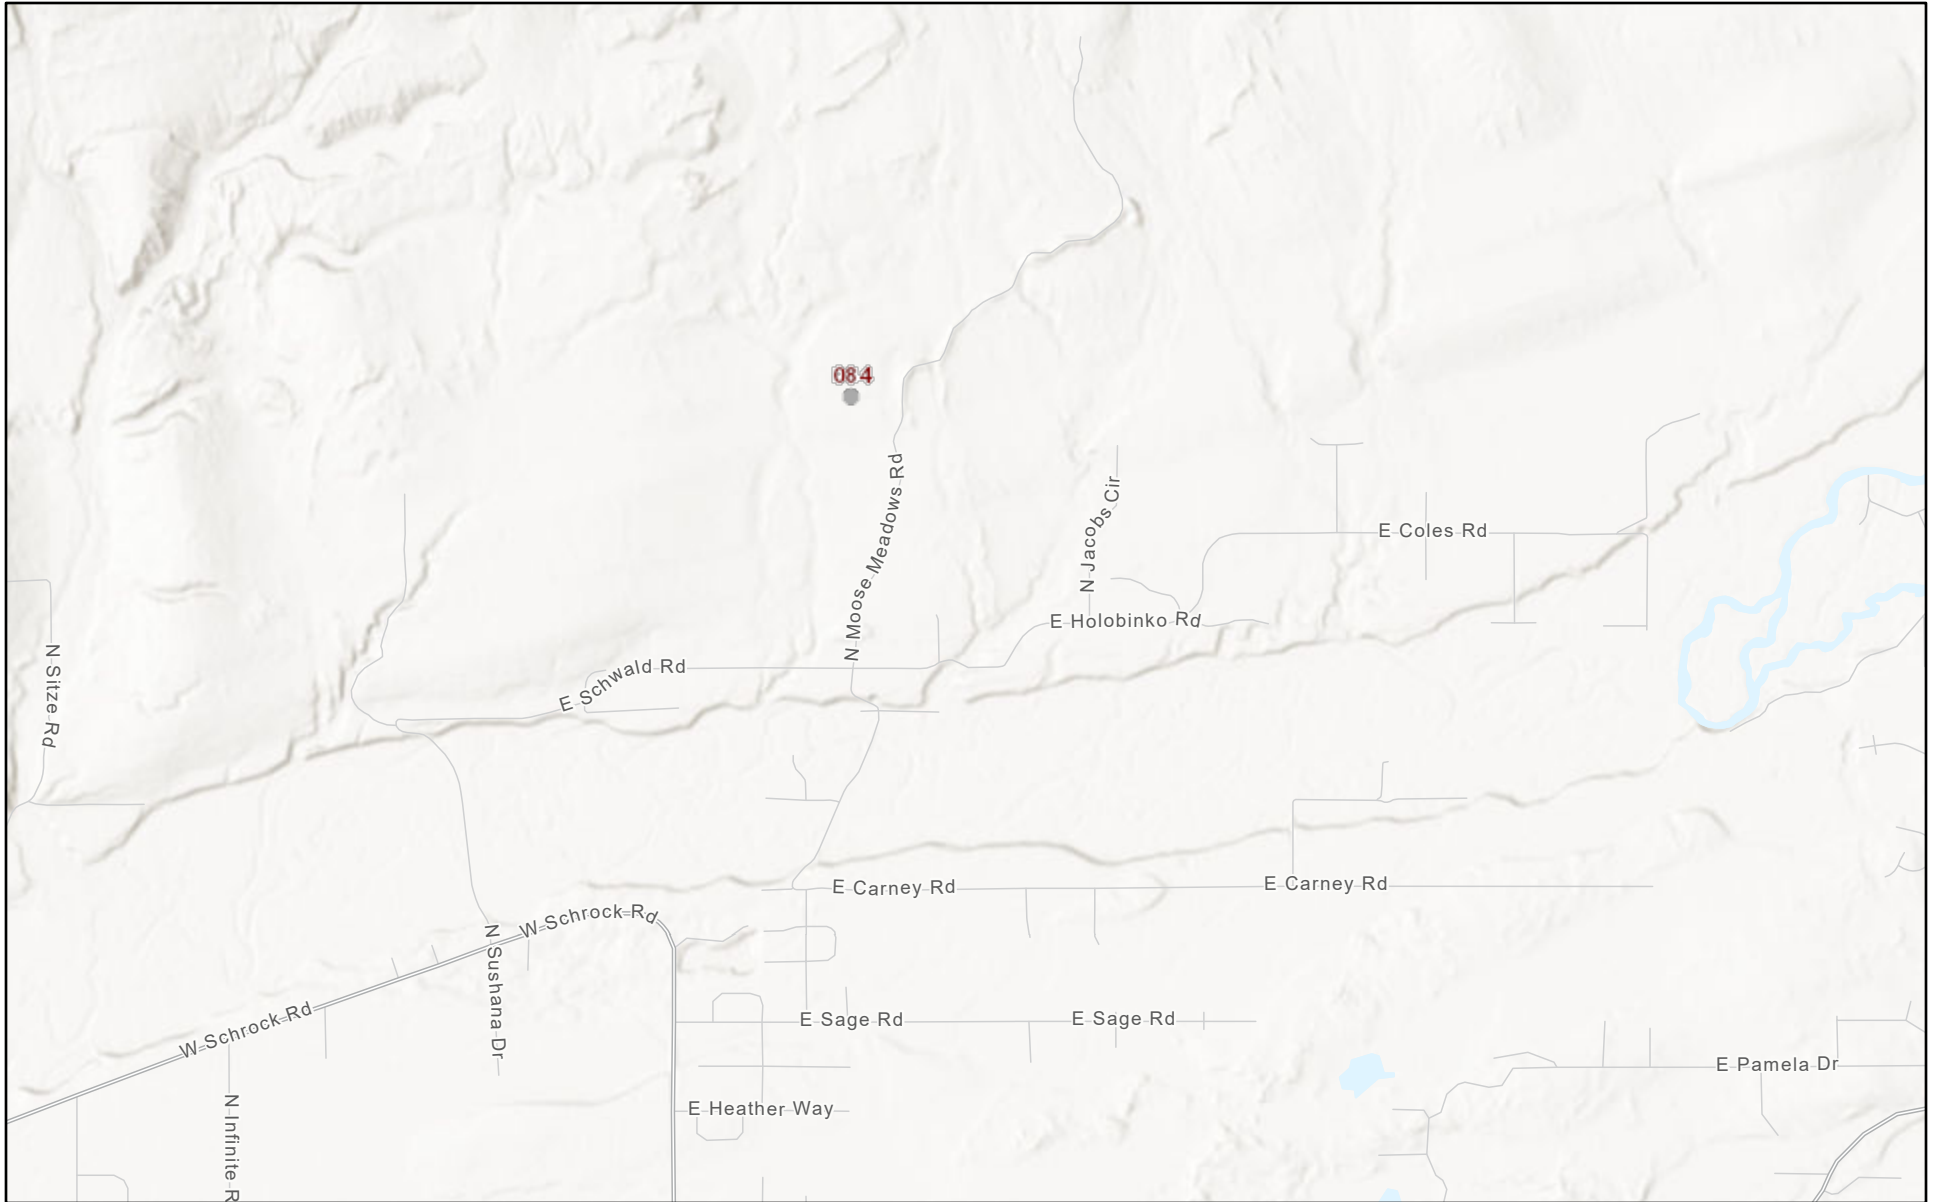 084
N Moose Meadows Rd
N Jacobs Cir
E Coles Rd
E Holobinko Rd
N Sitze Rd
E Schwald Rd
E Carney Rd
E Carney Rd
W Schrock Rd
N Sushana Dr
W Schrock Rd
E Sage Rd
E Sage Rd
E Pamela Dr
N Infinite R
E Heather Way